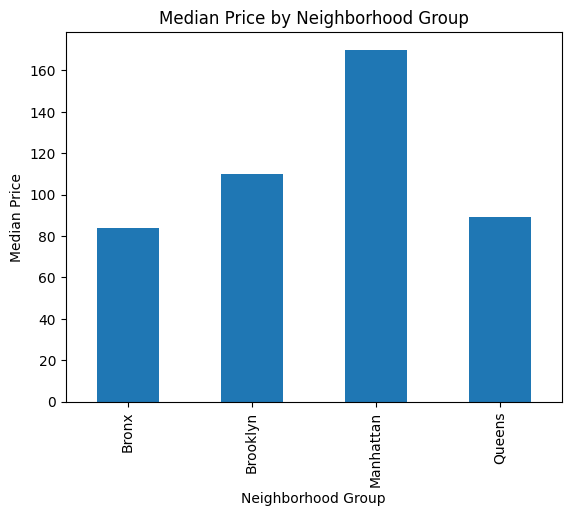 Median Price by Neighborhood Group
Median Price
160
140
120
100
80
60
40
20
0
Bronx
Brooklyn
Manhattan
Queens
Neighborhood Group